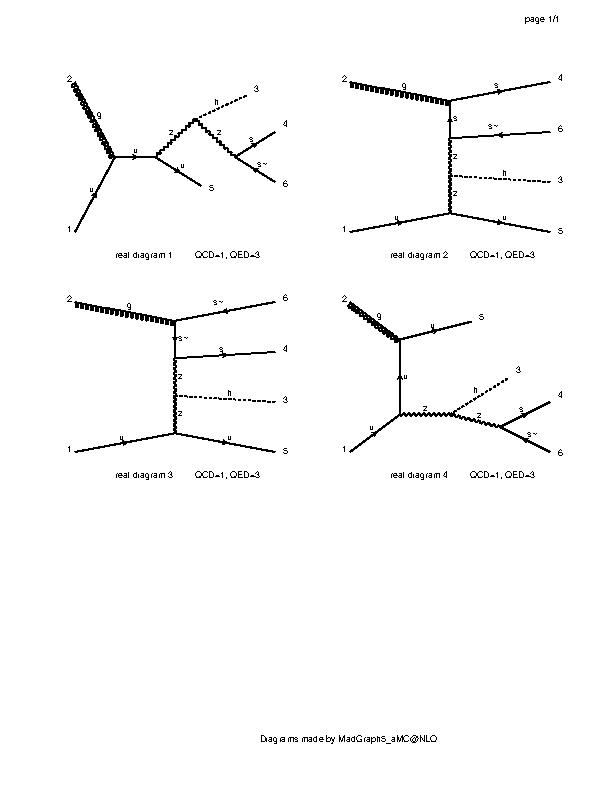 page 1/1
2 g h 3
z z s 4
u u s~ 6
u 5
1
real diagram 1 QCD=1, QED=3
2 g s 4
s s~ 6
z h 3
z
1 u u 5
real diagram 2 QCD=1, QED=3
2 g s~ 6
s~ s 4
z h 3
z
1 u u 5
real diagram 3 QCD=1, QED=3
2 g u 5
u h 3
z z s 4
1 u s~ 6
real diagram 4 QCD=1, QED=3
Diagrams made by MadGraph5_aMC@NLO